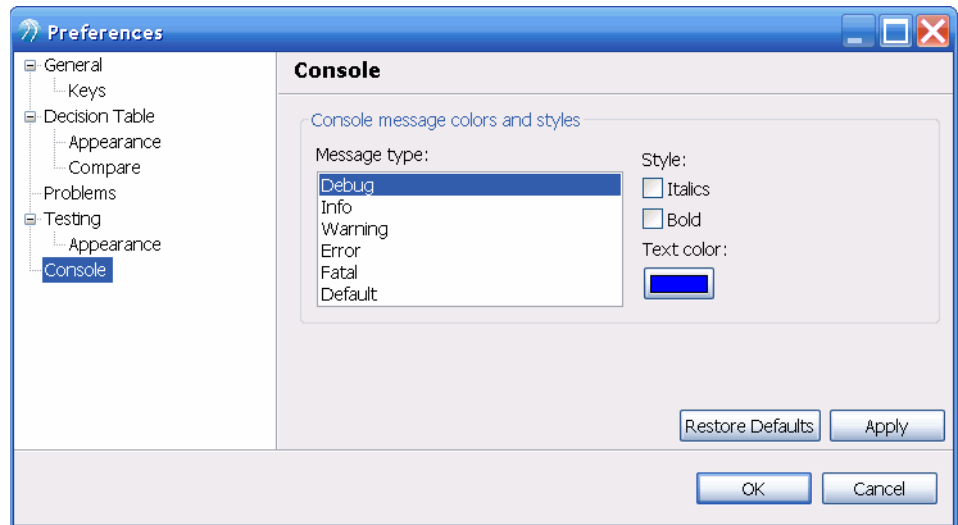 Preferences
General
Keys
Decision Table
Appearance
Compare
Problems
Testing
Appearance
Console
Console
Console message colors and styles
Message type:
Debug
Info
Warning
Error
Fatal
Default
Style:
Italics
Bold
Text color:
Restore Defaults
Apply
OK
Cancel